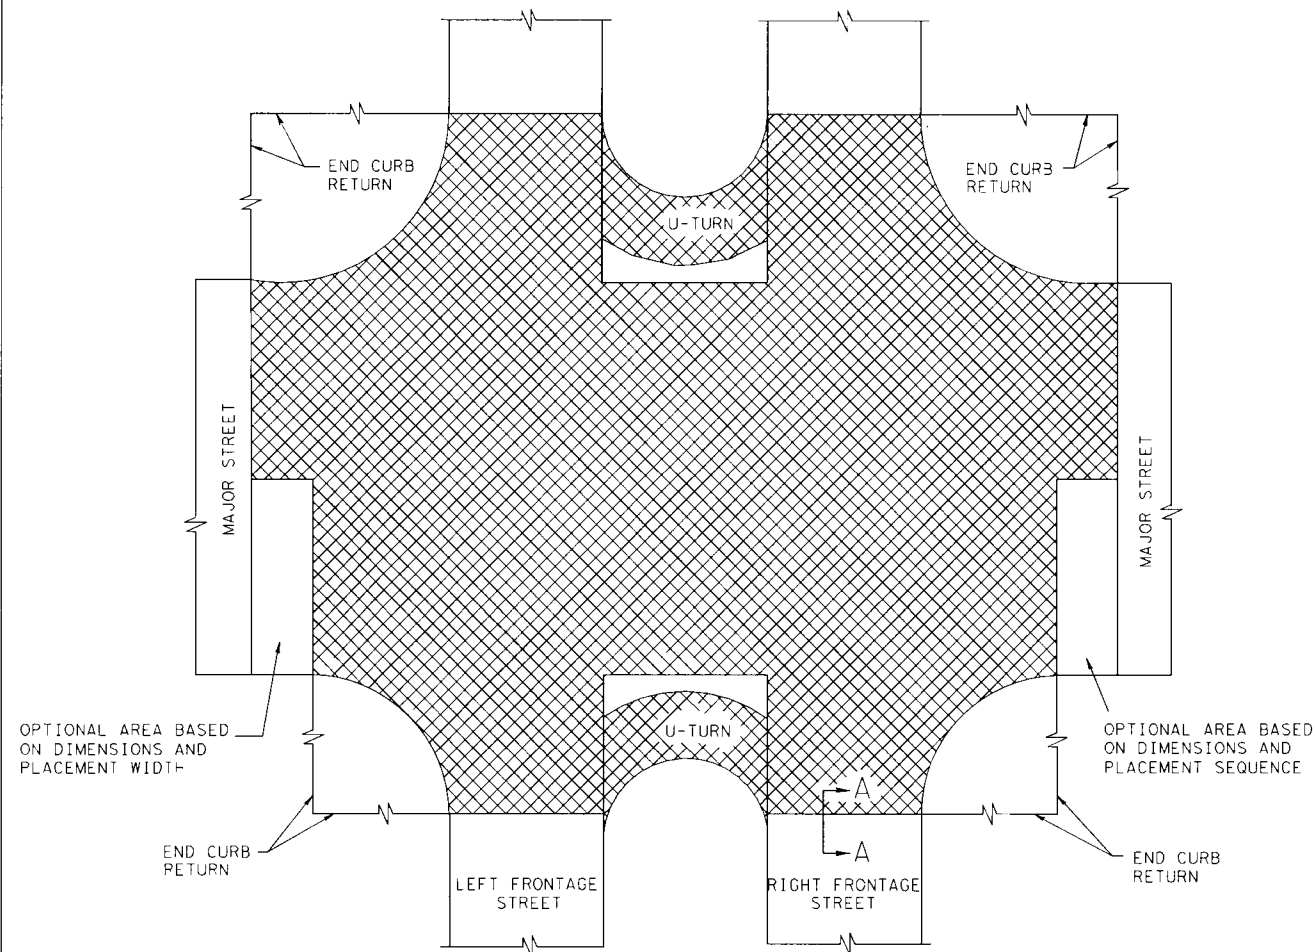 END CURB
RETURN
END CURB
RETURN
U-TURN
MAJOR STREET
MAJOR STREET
OPTIONAL AREA BASED
ON DIMENSIONS AND
PLACEMENT WIDTH
U-TURN
OPTIONAL AREA BASED
ON DIMENSIONS AND
PLACEMENT SEQUENCE
A
A
END CURB
RETURN
END CURB
RETURN
LEFT FRONTAGE
STREET
RIGHT FRONTAGE
STREET